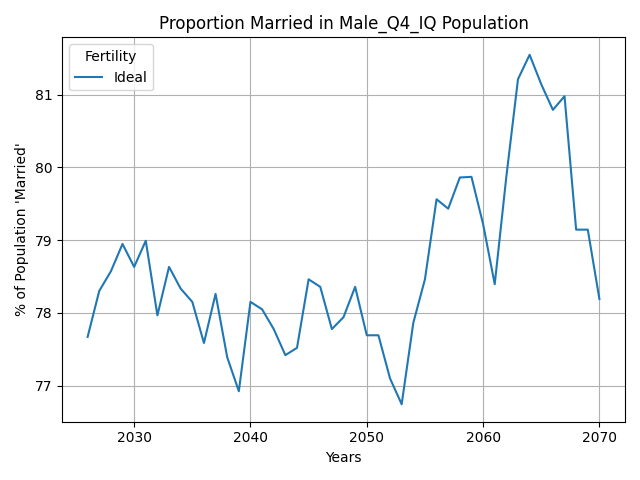 Proportion Married in Male_Q4_IQ Population
Fertility
Ideal
% of Population 'Married'
81
80
79
78
77
2030 2040 2050 2060 2070
Years